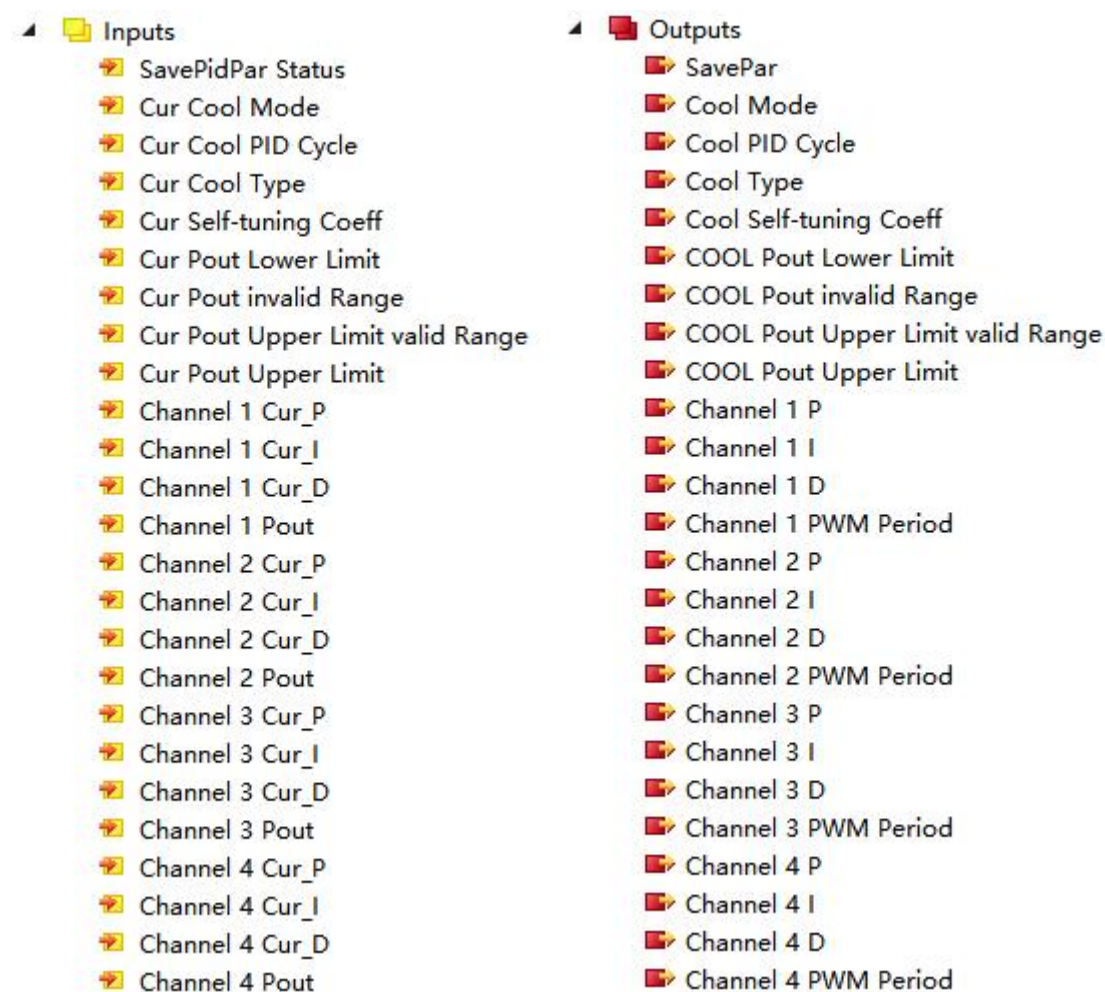 Inputs
SavePidPar Status
Cur Cool Mode
Cur Cool PID Cycle
Cur Cool Type
Cur Self-tuning Coeff
Cur Pout Lower Limit
Cur Pout invalid Range
Cur Pout Upper Limit valid Range
Cur Pout Upper Limit
Channel 1 Cur_P
Channel 1 Cur_I
Channel 1 Cur_D
Channel 1 Pout
Channel 2 Cur_P
Channel 2 Cur_I
Channel 2 Cur_D
Channel 2 Pout
Channel 3 Cur_P
Channel 3 Cur_I
Channel 3 Cur_D
Channel 3 Pout
Channel 4 Cur_P
Channel 4 Cur_I
Channel 4 Cur_D
Channel 4 Pout
Outputs
SavePar
Cool Mode
Cool PID Cycle
Cool Type
Cool Self-tuning Coeff
COOL Pout Lower Limit
COOL Pout invalid Range
COOL Pout Upper Limit valid Range
COOL Pout Upper Limit
Channel 1 P
Channel 1 I
Channel 1 D
Channel 1 PWM Period
Channel 2 P
Channel 2 I
Channel 2 D
Channel 2 PWM Period
Channel 3 P
Channel 3 I
Channel 3 D
Channel 3 PWM Period
Channel 4 P
Channel 4 I
Channel 4 D
Channel 4 PWM Period